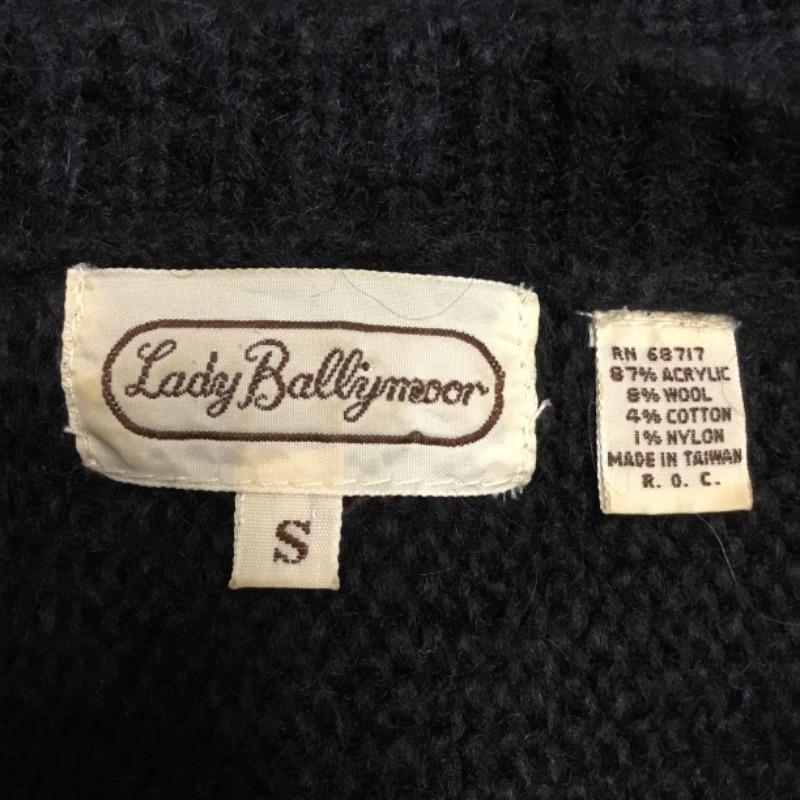 Lady Ballymoor
S
RN 68717
87% ACRYLIC
8% WOOL
4% COTTON
1% NYLON
MADE IN TAIWAN
R. O. C.